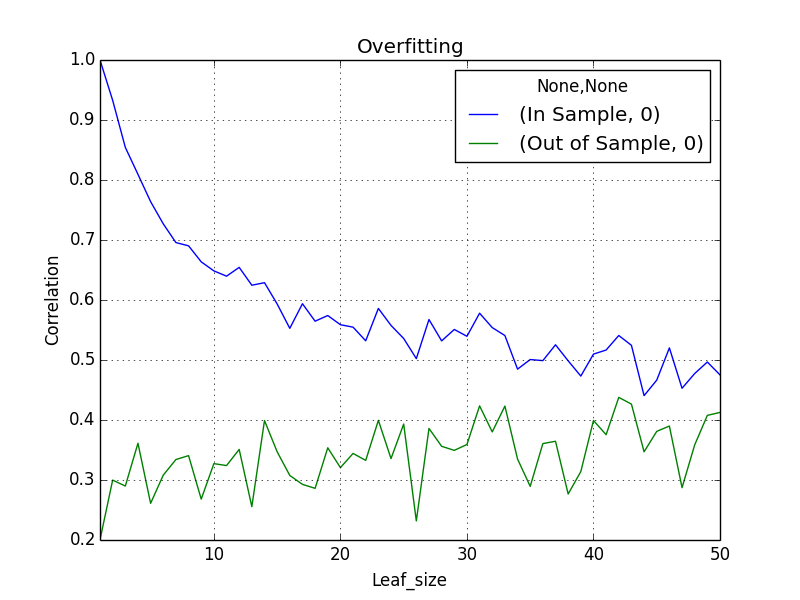 Overfitting
None,None
(In Sample, 0)
(Out of Sample, 0)
1.0
0.9
0.8
0.7
0.6
0.5
0.4
0.3
0.2
Correlation
10 20 30 40 50
Leaf_size